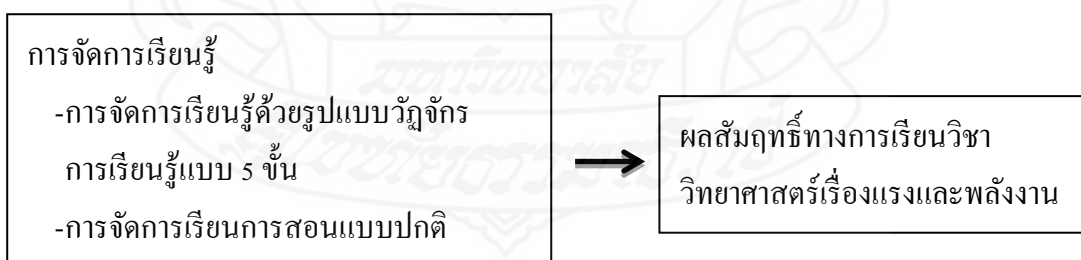 การจัดการเรียนรู้
-การจัดการเรียนรู้ด้วยรูปแบบวัฏจักร
การเรียนรู้แบบ 5 ขั้น
-การจัดการเรียนการสอนแบบปกติ
ผลสัมฤทธิ์ทางการเรียนวิชา
วิทยาศาสตร์เรื่องแรงและพลังงาน